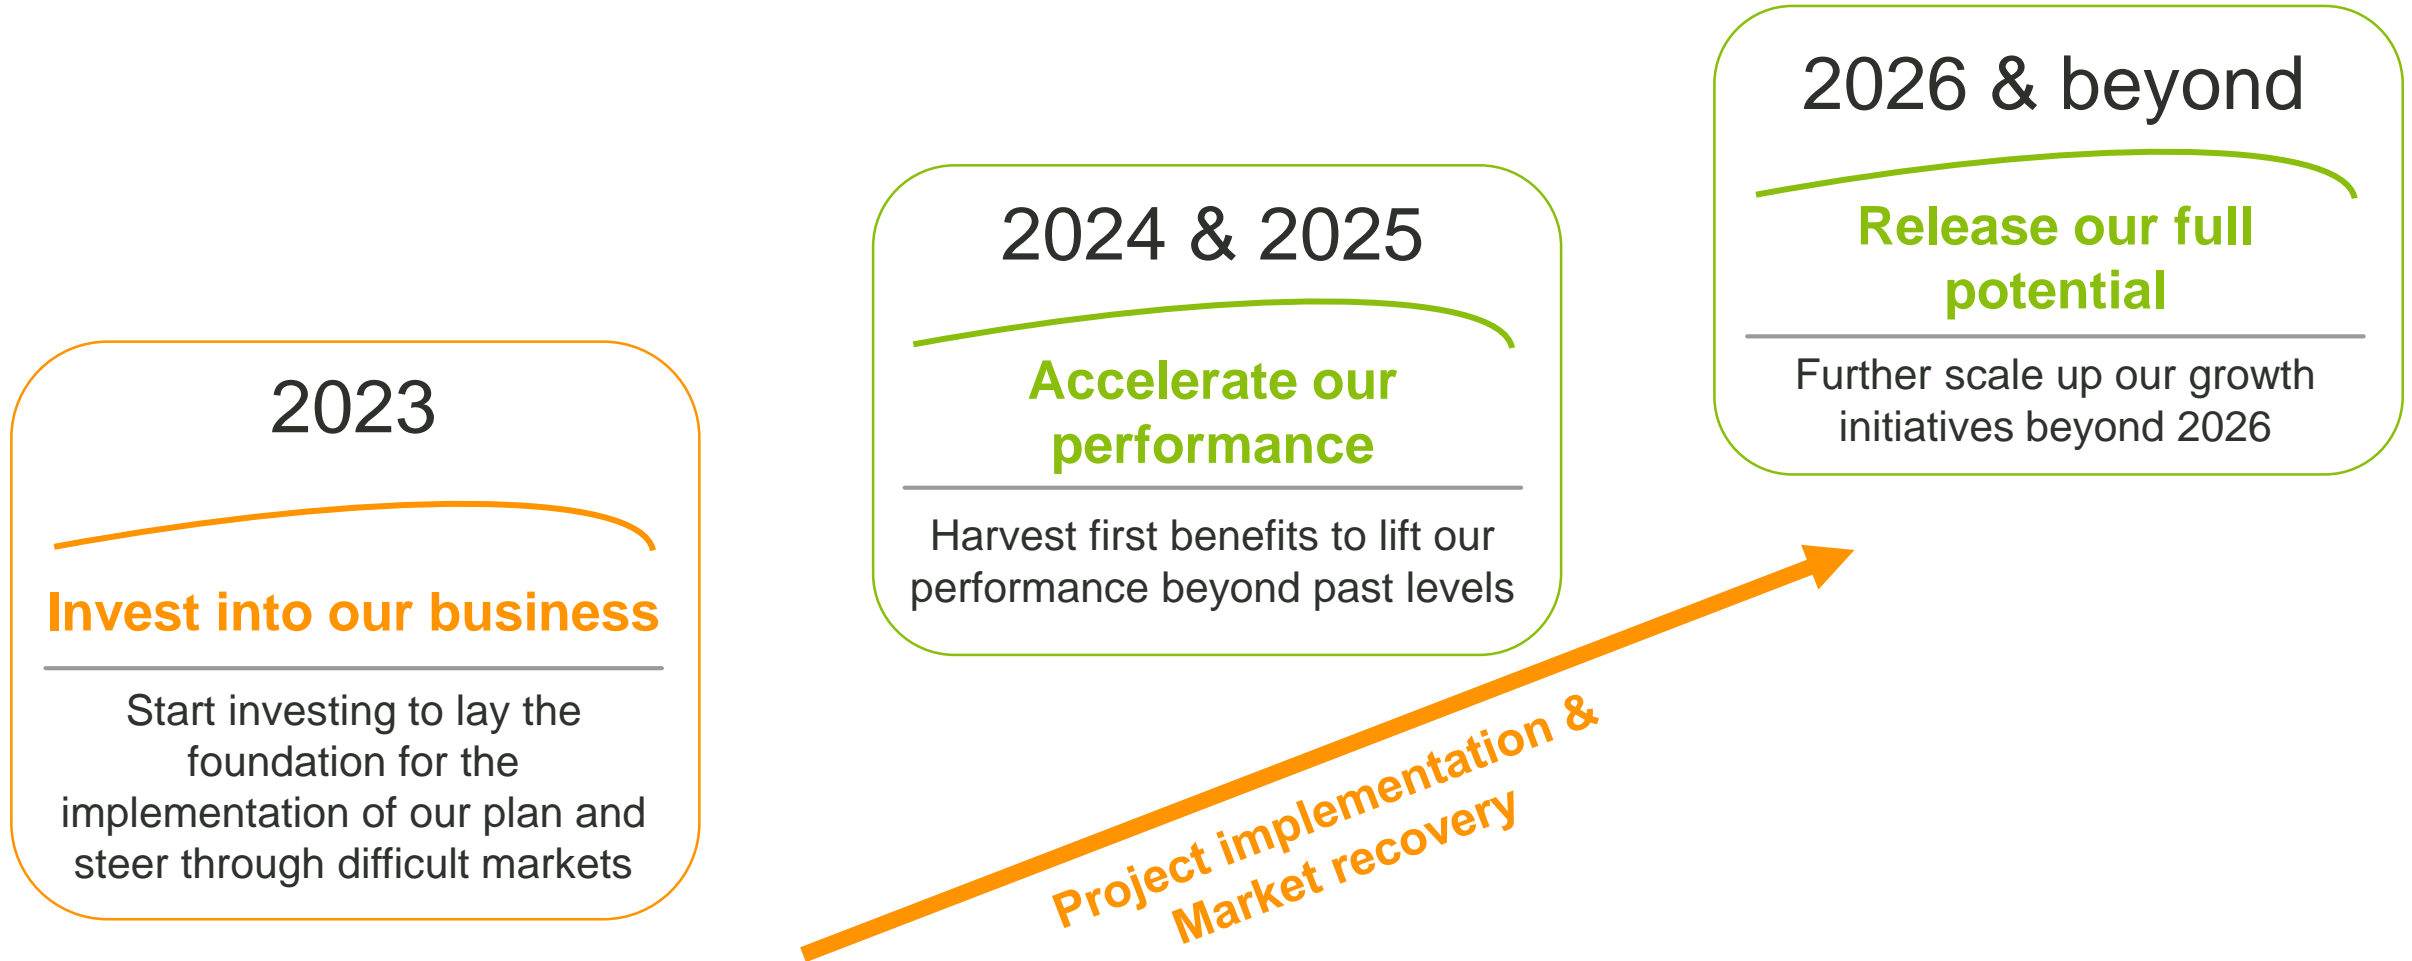 2023
Invest into our business
Start investing to lay the
foundation for the
implementation of our plan and
steer through difficult markets
2024 & 2025
Accelerate our
performance
Harvest first benefits to lift our
performance beyond past levels
2026 & beyond
Release our full
potential
Further scale up our growth
initiatives beyond 2026
Project implementation &
Market recovery